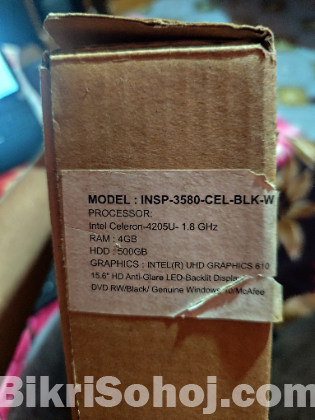 MODEL : INSP-3580-CEL-BLK-W
PROCESSOR:
Intel Celeron-4205U- 1.8 GHz
RAM : 4GB
HDD : 500GB
GRAPHICS : INTEL(R) UHD GRAPHICS 610
15.6" HD Anti-Glare LED-Backlit Display
DVD RW/Black/ Genuine Windows 10/McAfee
BikriSohoj.com